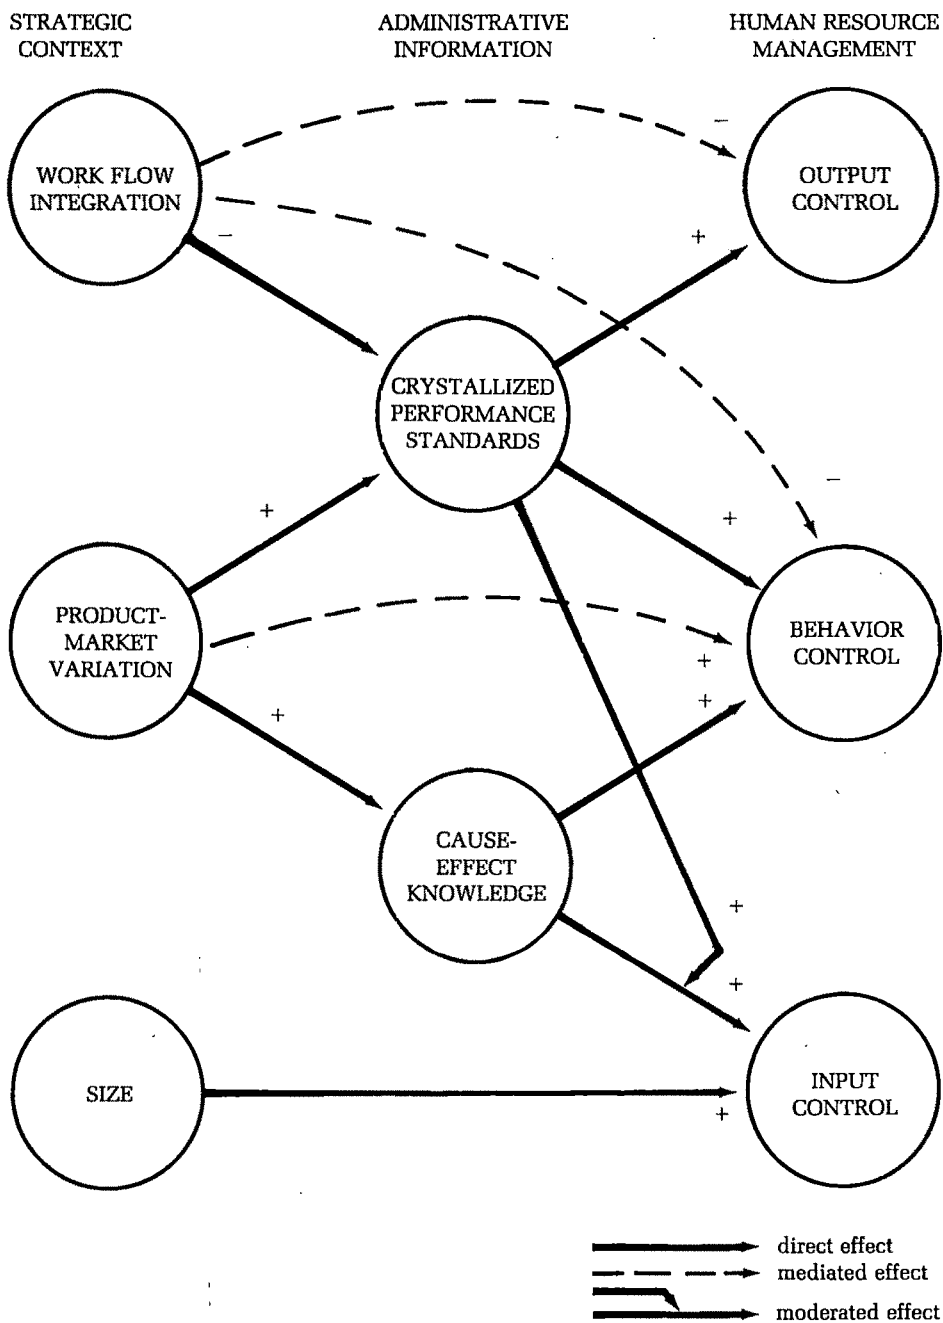 STRATEGIC
CONTEXT
ADMINISTRATIVE
INFORMATION
HUMAN RESOURCE
MANAGEMENT
WORK FLOW
INTEGRATION
OUTPUT
CONTROL
−
−
+
CRYSTALLIZED
PERFORMANCE
STANDARDS
−
+
+
PRODUCT-
MARKET
VARIATION
BEHAVIOR
CONTROL
+
+
+
CAUSE-
EFFECT
KNOWLEDGE
+
+
SIZE
INPUT
CONTROL
+
direct effect
mediated effect
moderated effect